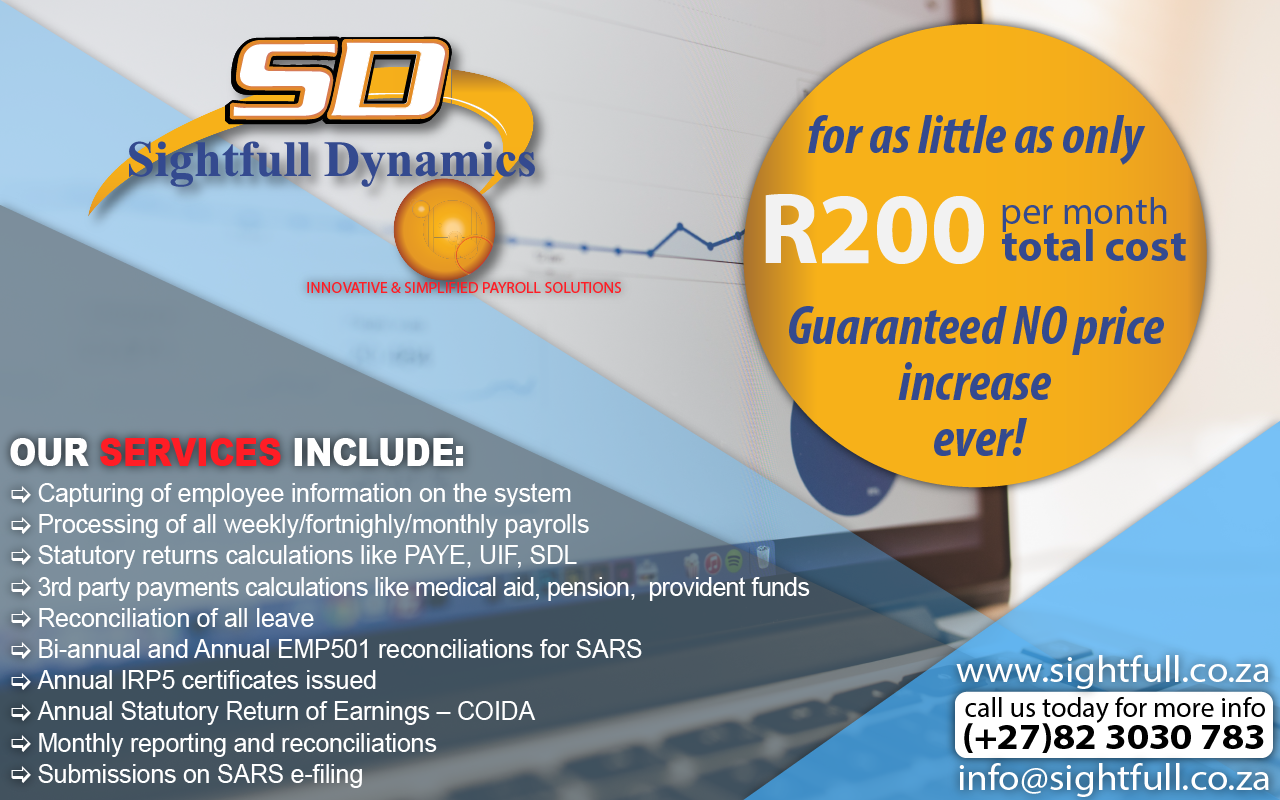 SD
Sightfull Dynamics
INNOVATIVE & SIMPLIFIED PAYROLL SOLUTIONS
for as little as only
R200 per month
total cost
Guaranteed NO price
increase
ever!
OUR SERVICES INCLUDE:
➯ Capturing of employee information on the system
➯ Processing of all weekly/fortnighly/monthly payrolls
➯ Statutory returns calculations like PAYE, UIF, SDL
➯ 3rd party payments calculations like medical aid, pension, provident funds
➯ Reconciliation of all leave
➯ Bi-annual and Annual EMP501 reconciliations for SARS
➯ Annual IRP5 certificates issued
➯ Annual Statutory Return of Earnings – COIDA
➯ Monthly reporting and reconciliations
➯ Submissions on SARS e-filing
www.sightfull.co.za
call us today for more info
(+27)82 3030 783
info@sightfull.co.za